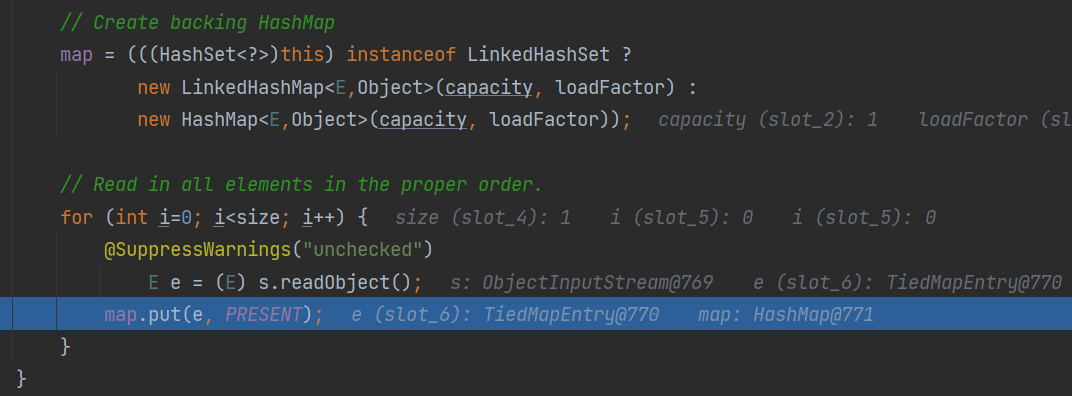 // Create backing HashMap
map = (((HashSet<?>)this) instanceof LinkedHashSet ?
new LinkedHashMap<E,Object>(capacity, loadFactor) :
new HashMap<E,Object>(capacity, loadFactor)); capacity (slot_2): 1 loadFactor (sl
// Read in all elements in the proper order.
for (int i=0; i<size; i++) { size (slot_4): 1 i (slot_5): 0 i (slot_5): 0
@SuppressWarnings("unchecked")
E e = (E) s.readObject(); s: ObjectInputStream@769 e (slot_6): TiedMapEntry@770
map.put(e, PRESENT); e (slot_6): TiedMapEntry@770 map: HashMap@771
}
}